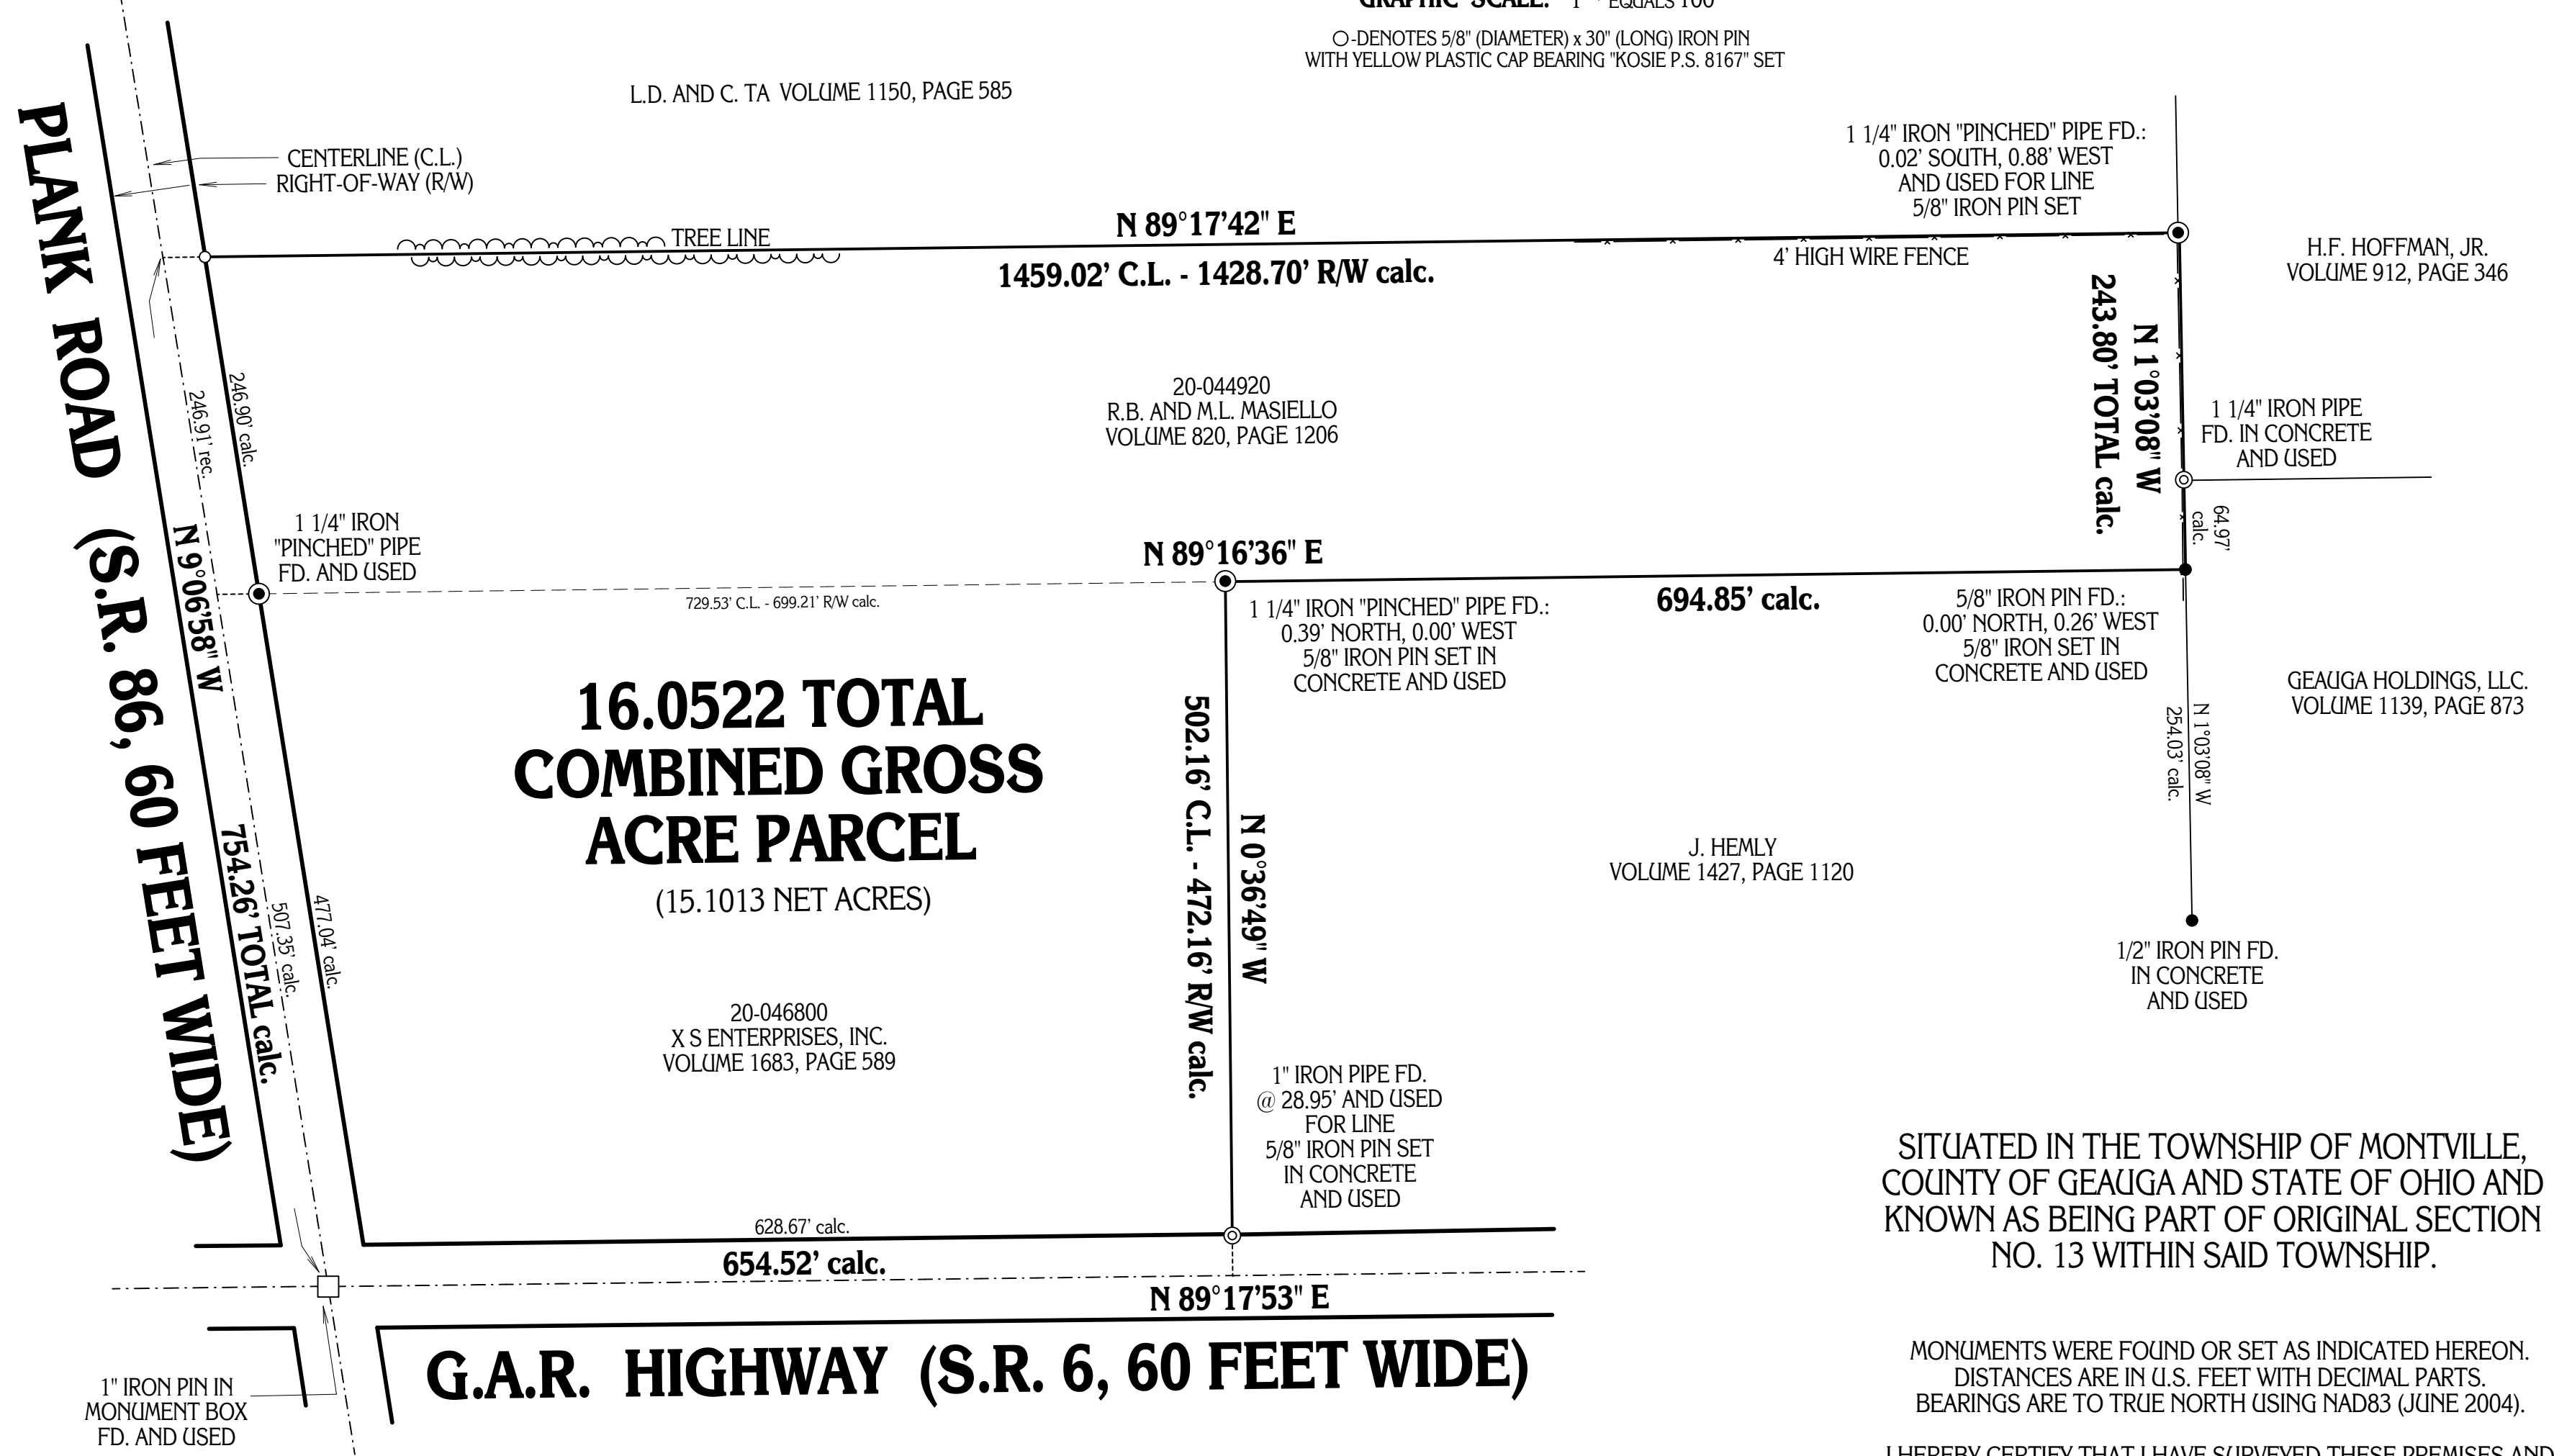 GRAPHIC SCALE: 1" EQUALS 100'
O-DENOTES 5/8" (DIAMETER) x 30" (LONG) IRON PIN
WITH YELLOW PLASTIC CAP BEARING "KOSIE P.S. 8167" SET
L.D. AND C. TA VOLUME 1150, PAGE 585
CENTERLINE (C.L.)
RIGHT-OF-WAY (R/W)
1 1/4" IRON "PINCHED" PIPE FD.:
0.02' SOUTH, 0.88' WEST
AND USED FOR LINE
5/8" IRON PIN SET
N 89°17'42" E
TREE LINE
1459.02' C.L. - 1428.70' R/W calc.
4' HIGH WIRE FENCE
H.F. HOFFMAN, JR.
VOLUME 912, PAGE 346
PLANK ROAD (S.R. 86, 60 FEET WIDE)
246.90' calc.
246.91' rec.
20-044920
R.B. AND M.L. MASIELLO
VOLUME 820, PAGE 1206
N 1°03'08" W
243.80' TOTAL calc.
1 1/4" IRON PIPE
FD. IN CONCRETE
AND USED
64.97'
calc.
1 1/4" IRON
"PINCHED" PIPE
FD. AND USED
N 9°06'58" W
754.26' TOTAL calc.
N 89°16'36" E
729.53' C.L. - 699.21' R/W calc.
694.85' calc.
1 1/4" IRON "PINCHED" PIPE FD.:
0.39' NORTH, 0.00' WEST
5/8" IRON PIN SET IN
CONCRETE AND USED
5/8" IRON PIN FD.:
0.00' NORTH, 0.26' WEST
5/8" IRON SET IN
CONCRETE AND USED
16.0522 TOTAL
COMBINED GROSS
ACRE PARCEL
(15.1013 NET ACRES)
502.16' C.L. - 472.16' R/W calc.
N 0°36'49" W
GEAUGA HOLDINGS, LLC.
VOLUME 1139, PAGE 873
N 1°03'08" W
254.03' calc.
J. HEMLY
VOLUME 1427, PAGE 1120
507.35' calc.
477.04' calc.
1/2" IRON PIN FD.
IN CONCRETE
AND USED
20-046800
X S ENTERPRISES, INC.
VOLUME 1683, PAGE 589
1" IRON PIPE FD.
@ 28.95' AND USED
FOR LINE
5/8" IRON PIN SET
IN CONCRETE
AND USED
628.67' calc.
654.52' calc.
N 89°17'53" E
G.A.R. HIGHWAY (S.R. 6, 60 FEET WIDE)
1" IRON PIN IN
MONUMENT BOX
FD. AND USED
SITUATED IN THE TOWNSHIP OF MONTVILLE,
COUNTY OF GEAUGA AND STATE OF OHIO AND
KNOWN AS BEING PART OF ORIGINAL SECTION
NO. 13 WITHIN SAID TOWNSHIP.
MONUMENTS WERE FOUND OR SET AS INDICATED HEREON.
DISTANCES ARE IN U.S. FEET WITH DECIMAL PARTS.
BEARINGS ARE TO TRUE NORTH USING NAD83 (JUNE 2004).
I HEREBY CERTIFY THAT I HAVE SURVEYED THESE PREMISES AND